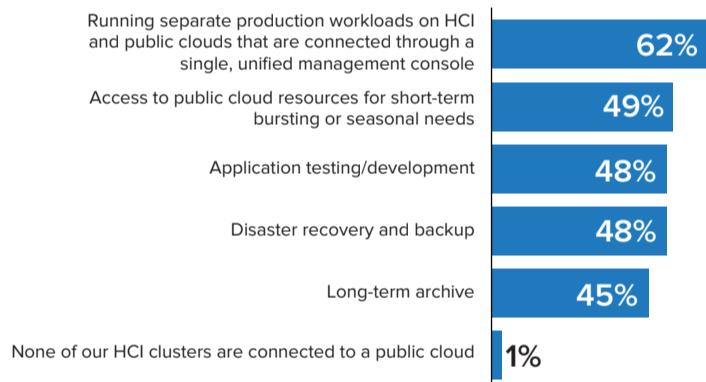 Running separate production workloads on HCI
and public clouds that are connected through a
single, unified management console
62%
Access to public cloud resources for short-term
bursting or seasonal needs
49%
Application testing/development
48%
Disaster recovery and backup
48%
Long-term archive
45%
None of our HCI clusters are connected to a public cloud
1%